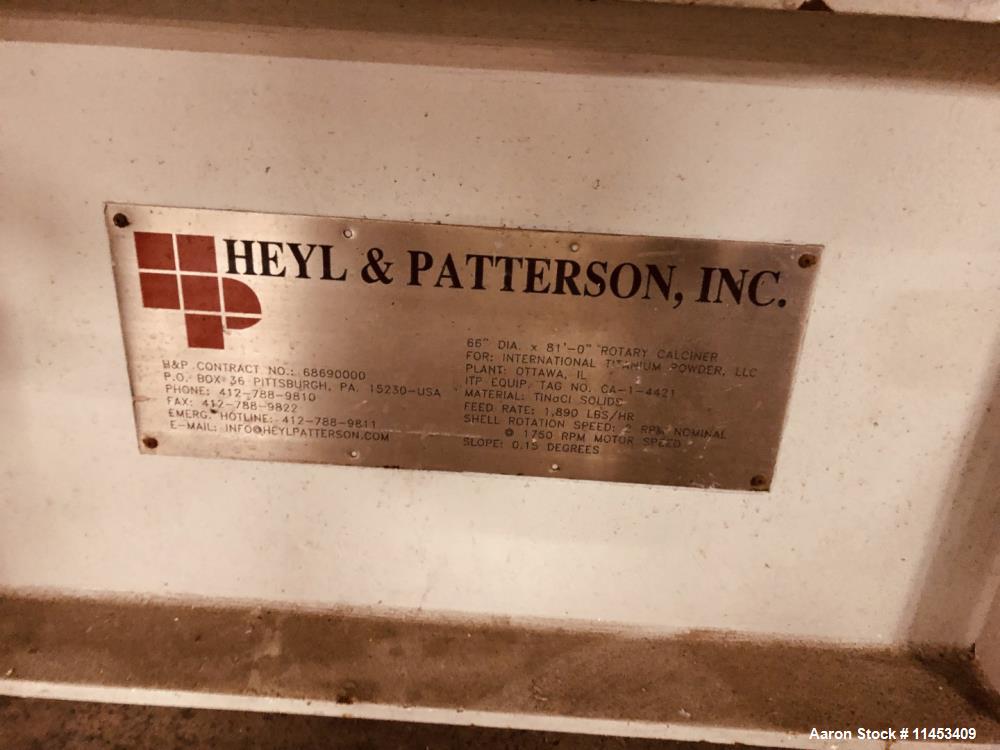 HEYL & PATTERSON, INC.
H&P CONTRACT NO.: 68690000
P.O. BOX 36 PITTSBURGH, PA. 15230-USA
PHONE: 412-788-9810
FAX: 412-788-9822
EMERG. HOTLINE: 412-788-9811
E-MAIL: INFO@HEYLPATTERSON.COM
66" DIA. x 81'-0" ROTARY CALCINER
FOR: INTERNATIONAL TITANIUM POWDER, LLC
PLANT: OTTAWA, IL
ITP EQUIP. TAG NO. CA-1-4421
MATERIAL: TiNaCl SOLIDS
FEED RATE: 1,890 LBS/HR
SHELL ROTATION SPEED: 2 RPM NOMINAL
@ 1750 RPM MOTOR SPEED
SLOPE: 0.15 DEGREES
Aaron Stock # 11453409